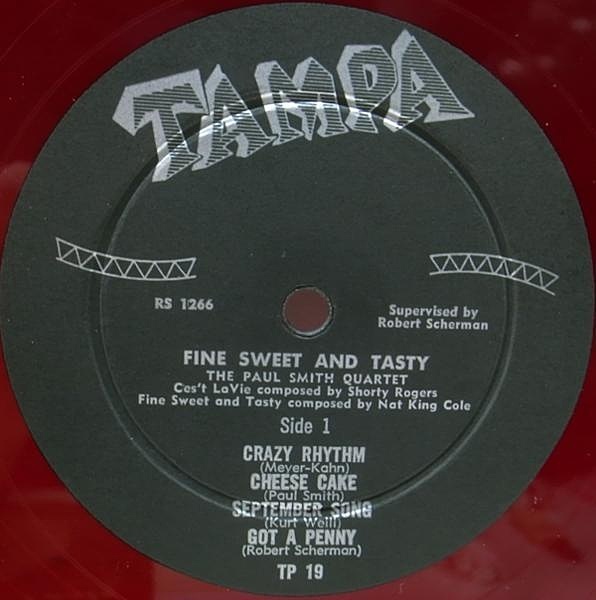 TAMPA
RS 1266
Supervised by
Robert Scherman
FINE SWEET AND TASTY
THE PAUL SMITH QUARTET
Ces't LaVie composed by Shorty Rogers
Fine Sweet and Tasty composed by Nat King Cole
Side 1
CRAZY RHYTHM
(Meyer-Kahn)
CHEESE CAKE
(Paul Smith)
SEPTEMBER SONG
(Kurt Weill)
GOT A PENNY
(Robert Scherman)
TP 19